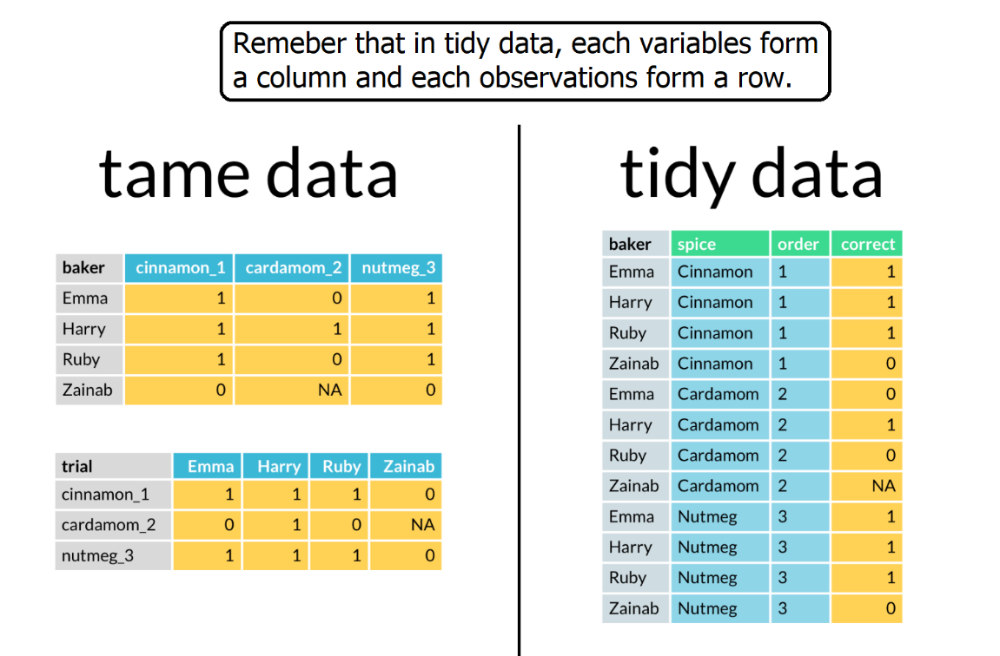 Remeber that in tidy data, each variables form
a column and each observations form a row.
tame data
baker cinnamon_1 cardamom_2 nutmeg_3
Emma 1 0 1
Harry 1 1 1
Ruby 1 0 1
Zainab 0 NA 0
trial Emma Harry Ruby Zainab
cinnamon_1 1 1 1 0
cardamom_2 0 1 0 NA
nutmeg_3 1 1 1 0
tidy data
baker spice order correct
Emma Cinnamon 1 1
Harry Cinnamon 1 1
Ruby Cinnamon 1 1
Zainab Cinnamon 1 0
Emma Cardamom 2 0
Harry Cardamom 2 1
Ruby Cardamom 2 0
Zainab Cardamom 2 NA
Emma Nutmeg 3 1
Harry Nutmeg 3 1
Ruby Nutmeg 3 1
Zainab Nutmeg 3 0